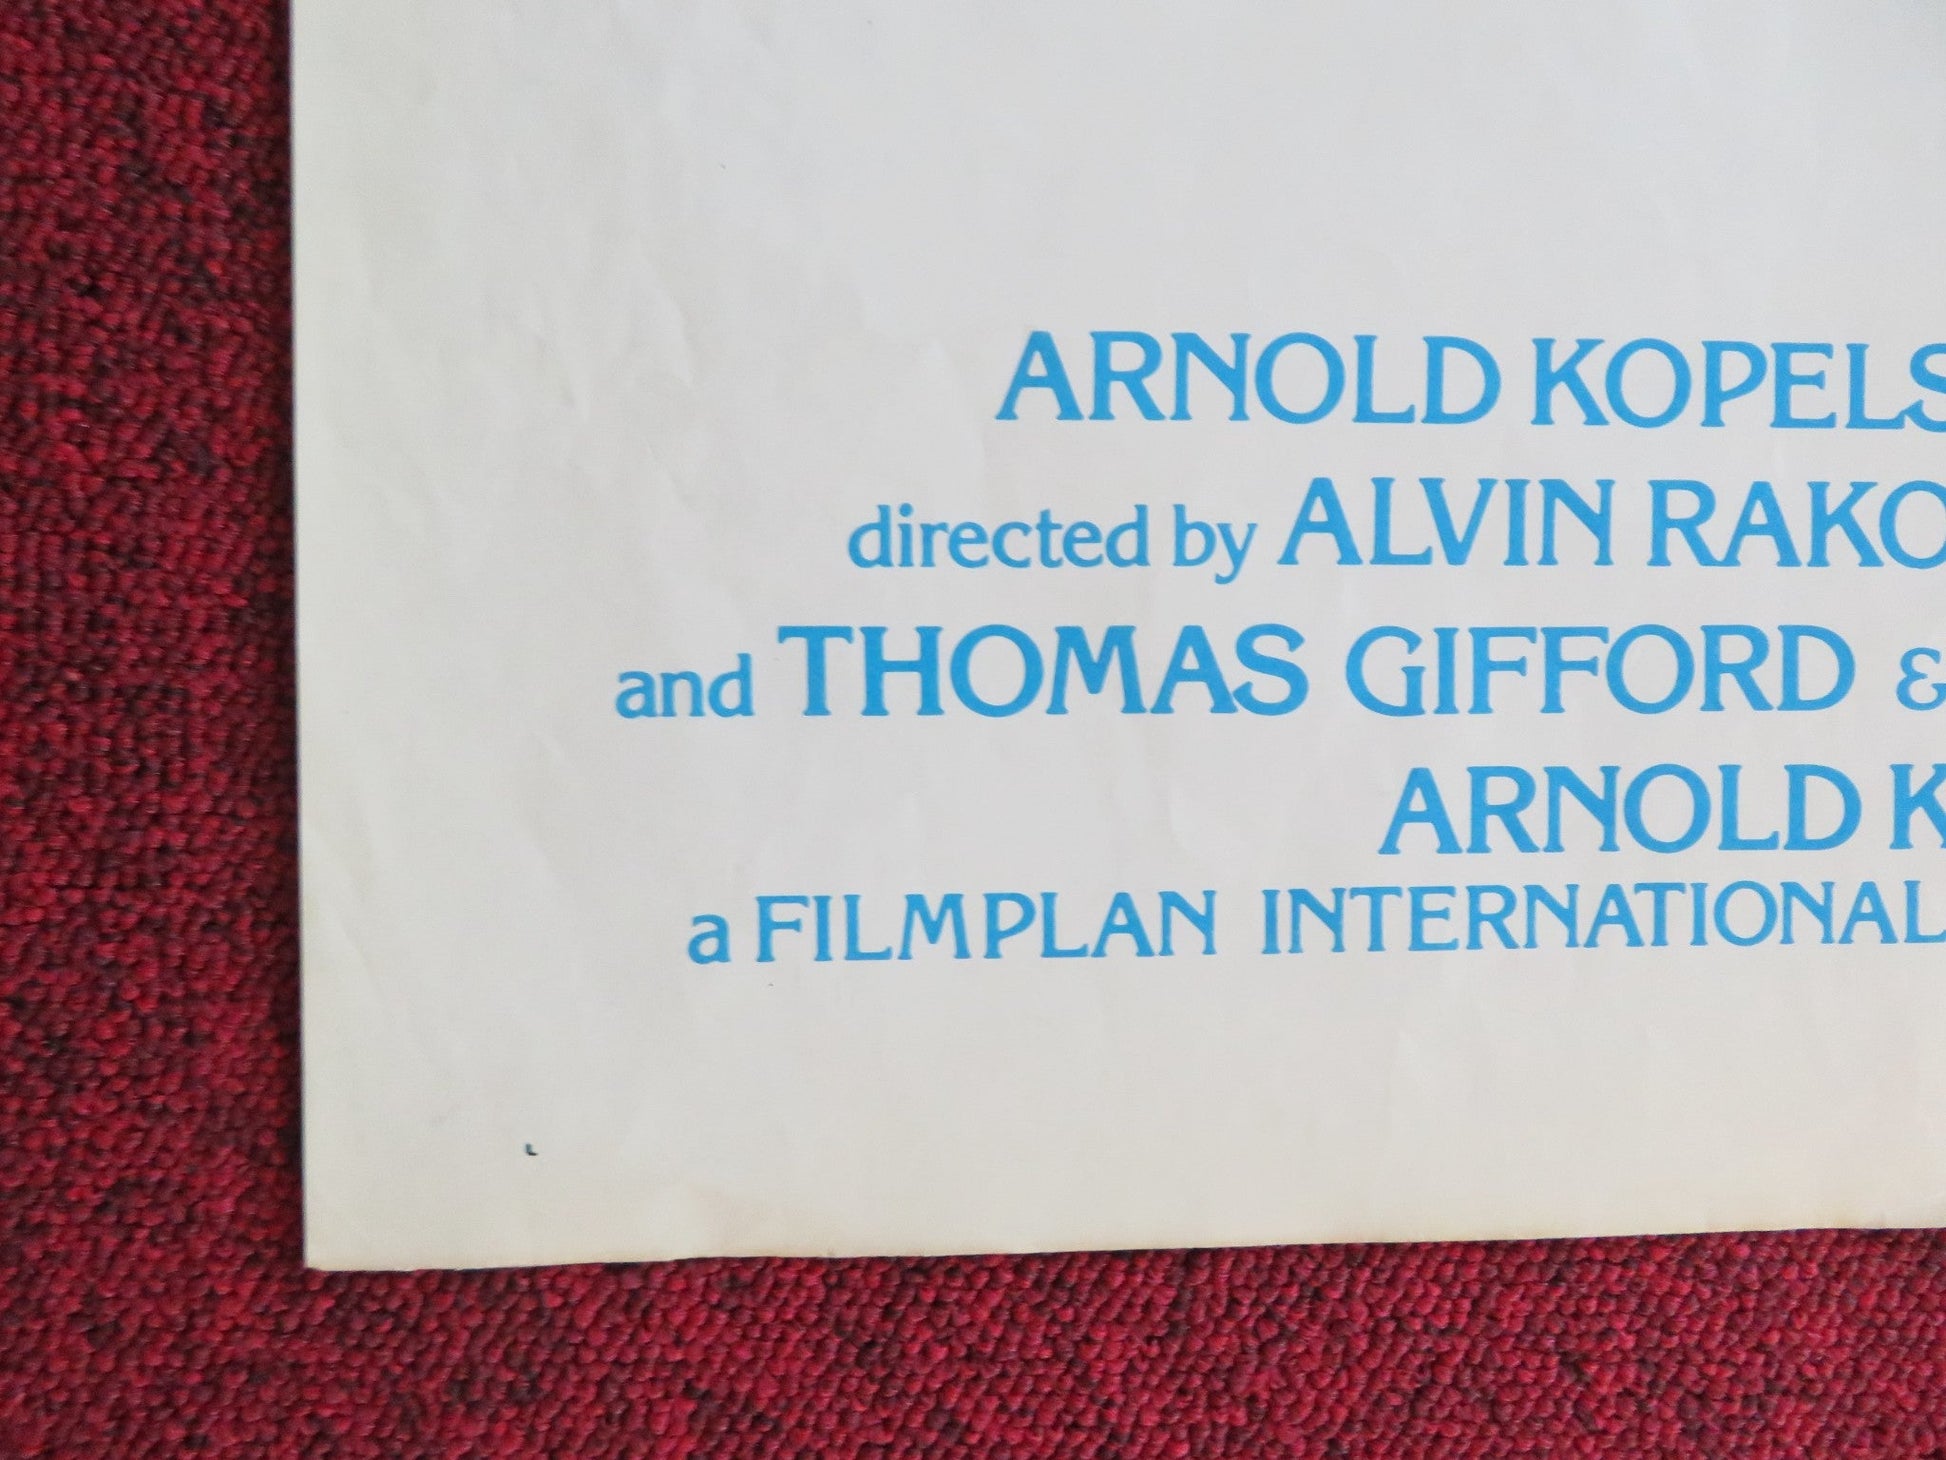 ARNOLD KOPELS
directed by ALVIN RAKO
and THOMAS GIFFORD &
ARNOLD K
a FILMPLAN INTERNATIONAL